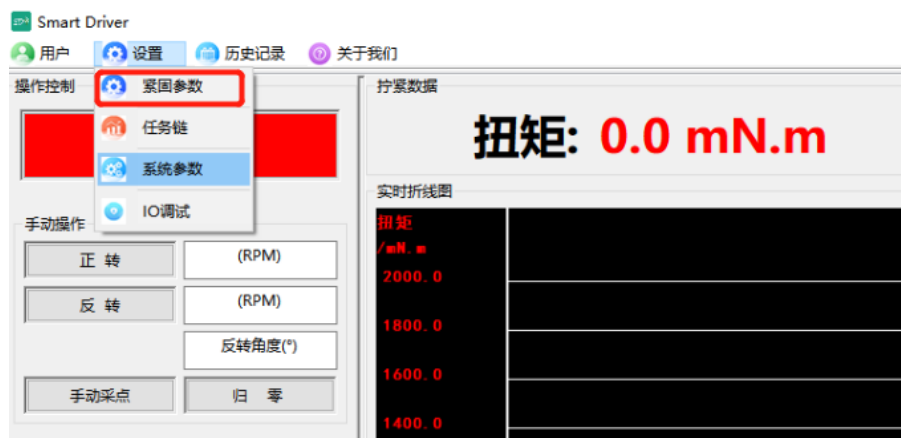 Smart Driver
用户 设置 历史记录 关于我们
操作控制
紧固参数
任务链
系统参数
IO调试
手动操作
正 转 (RPM)
反 转 (RPM)
反转角度(°)
手动采点 归 零
拧紧数据
扭矩: 0.0 mN.m
实时折线图
扭矩
/mN.m
2000.0
1800.0
1600.0
1400.0